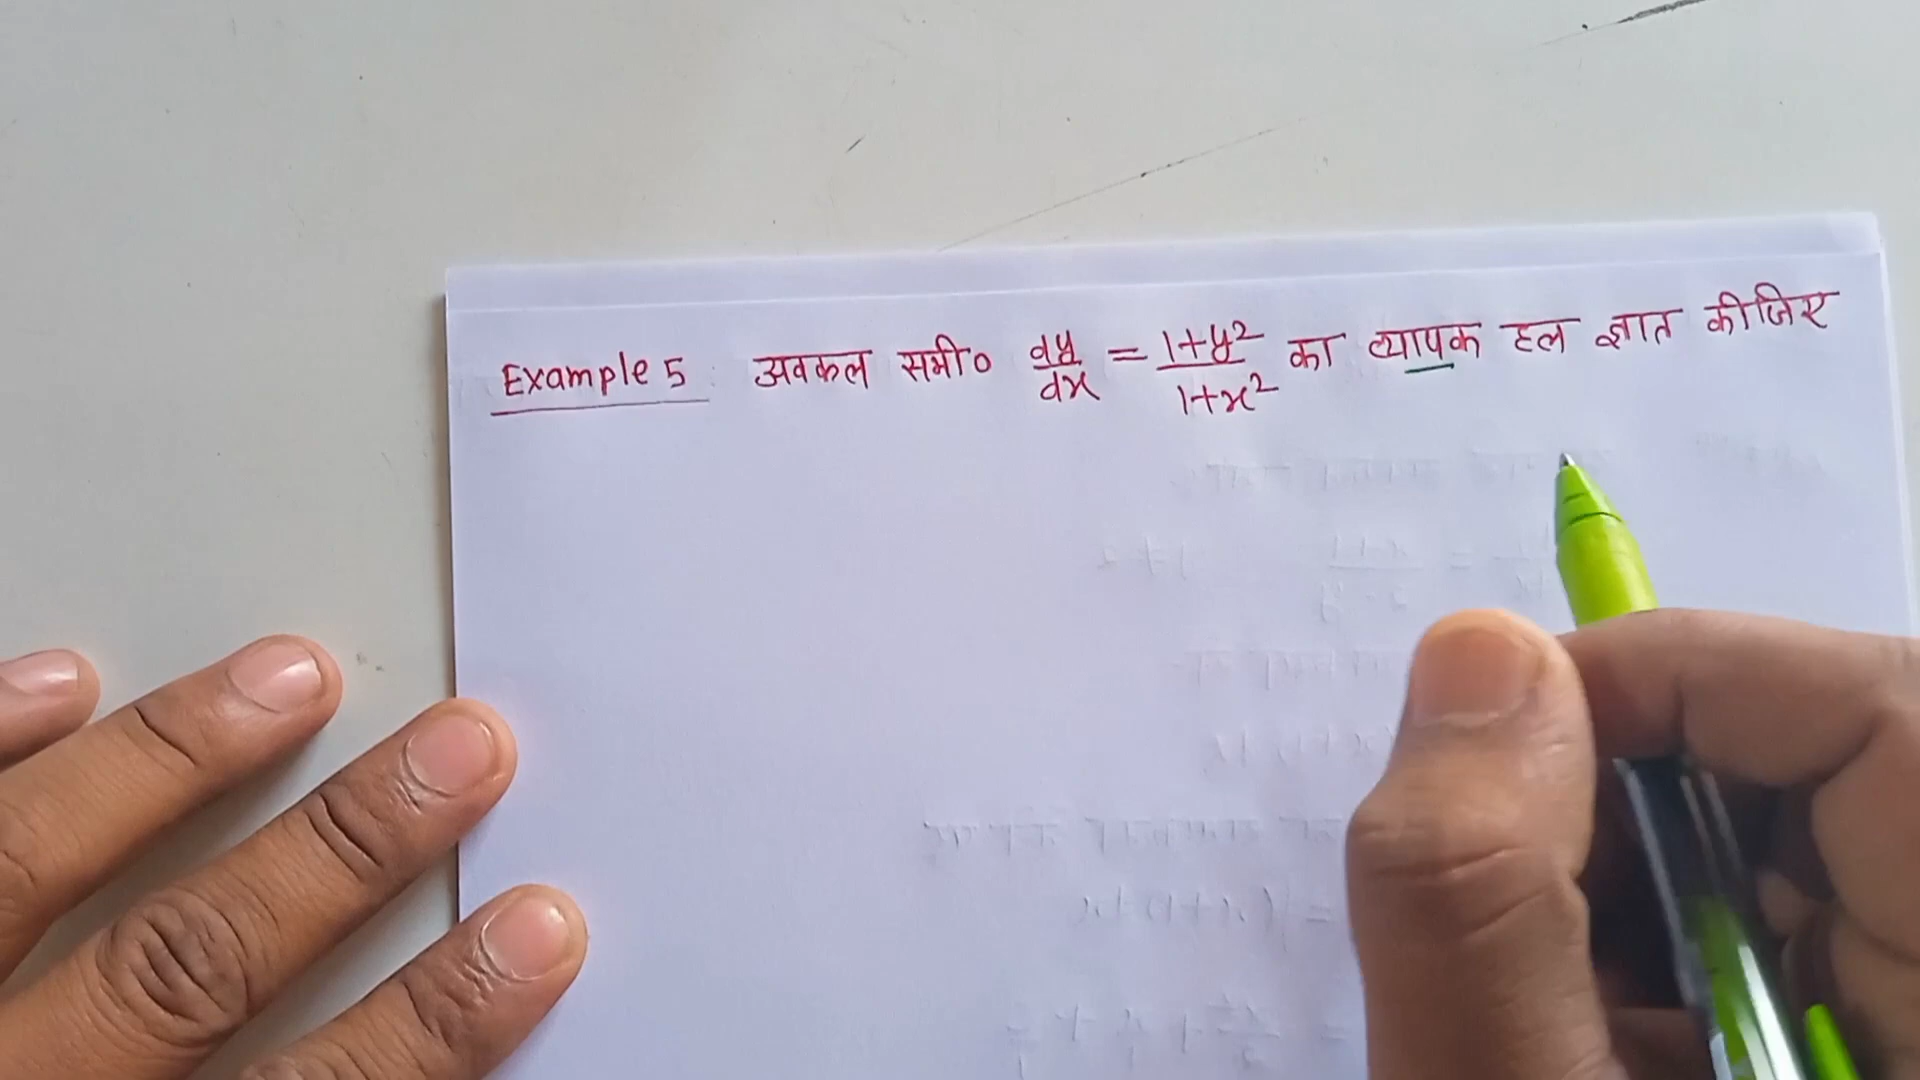 Example 5 अवकल समी० dy/dx = 1+y²/1+x² का व्यापक हल ज्ञात कीजिए